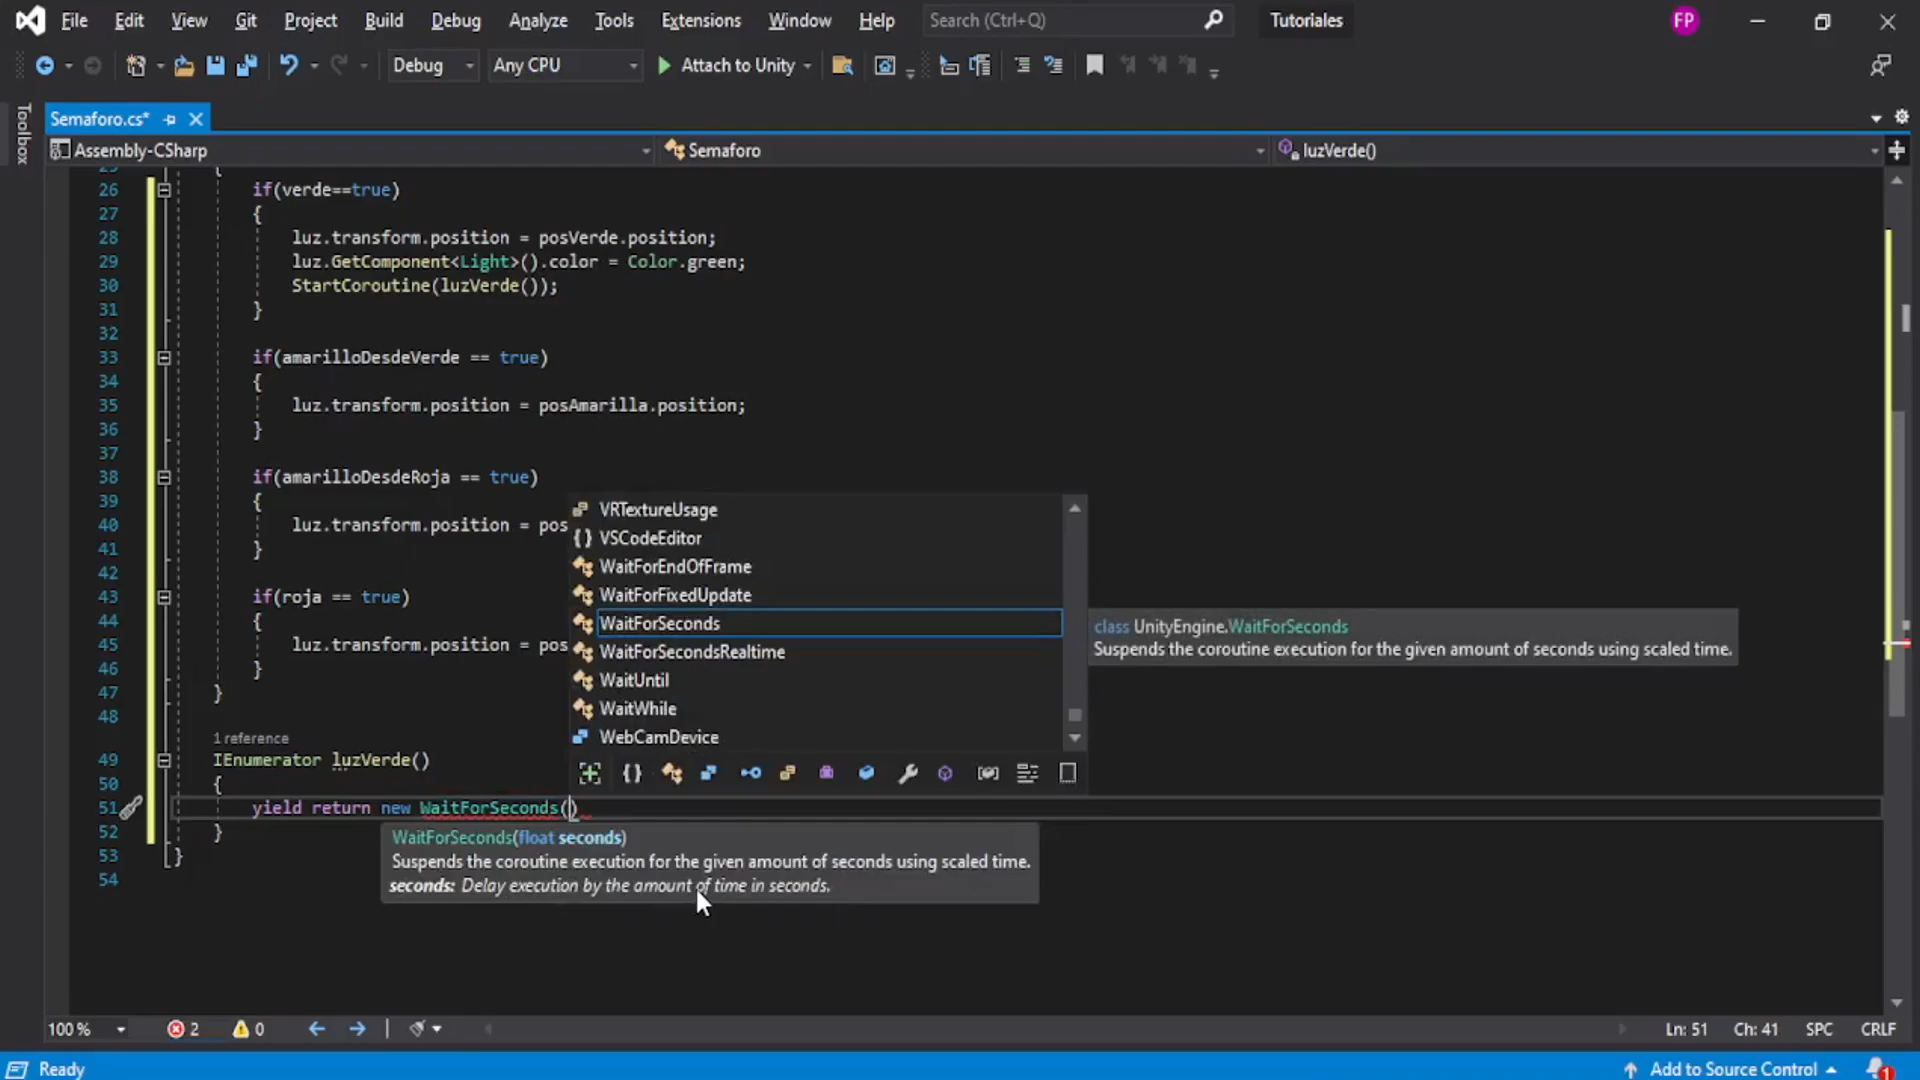 File Edit View Git Project Build Debug Analyze Tools Extensions Window Help Search (Ctrl+Q) Tutoriales FP
Debug Any CPU Attach to Unity
Toolbox
Semaforo.cs*
Assembly-CSharp Semaforo luzVerde()
26 if(verde==true)
27 {
28 luz.transform.position = posVerde.position;
29 luz.GetComponent<Light>().color = Color.green;
30 StartCoroutine(luzVerde());
31 }
32
33 if(amarilloDesdeVerde == true)
34 {
35 luz.transform.position = posAmarilla.position;
36 }
37
38 if(amarilloDesdeRoja == true)
39 {
40 luz.transform.position = pos
41 }
42
43 if(roja == true)
44 {
45 luz.transform.position = pos
46 }
47 }
48
1 reference
49 IEnumerator luzVerde()
50 {
51 yield return new WaitForSeconds()
52 }
53 }
54
VRTextureUsage
{} VSCodeEditor
WaitForEndOfFrame
WaitForFixedUpdate
WaitForSeconds
WaitForSecondsRealtime
WaitUntil
WaitWhile
WebCamDevice
class UnityEngine.WaitForSeconds
Suspends the coroutine execution for the given amount of seconds using scaled time.
WaitForSeconds(float seconds)
Suspends the coroutine execution for the given amount of seconds using scaled time.
seconds: Delay execution by the amount of time in seconds.
100 % 2 0 Ln: 51 Ch: 41 SPC CRLF
Ready Add to Source Control 1